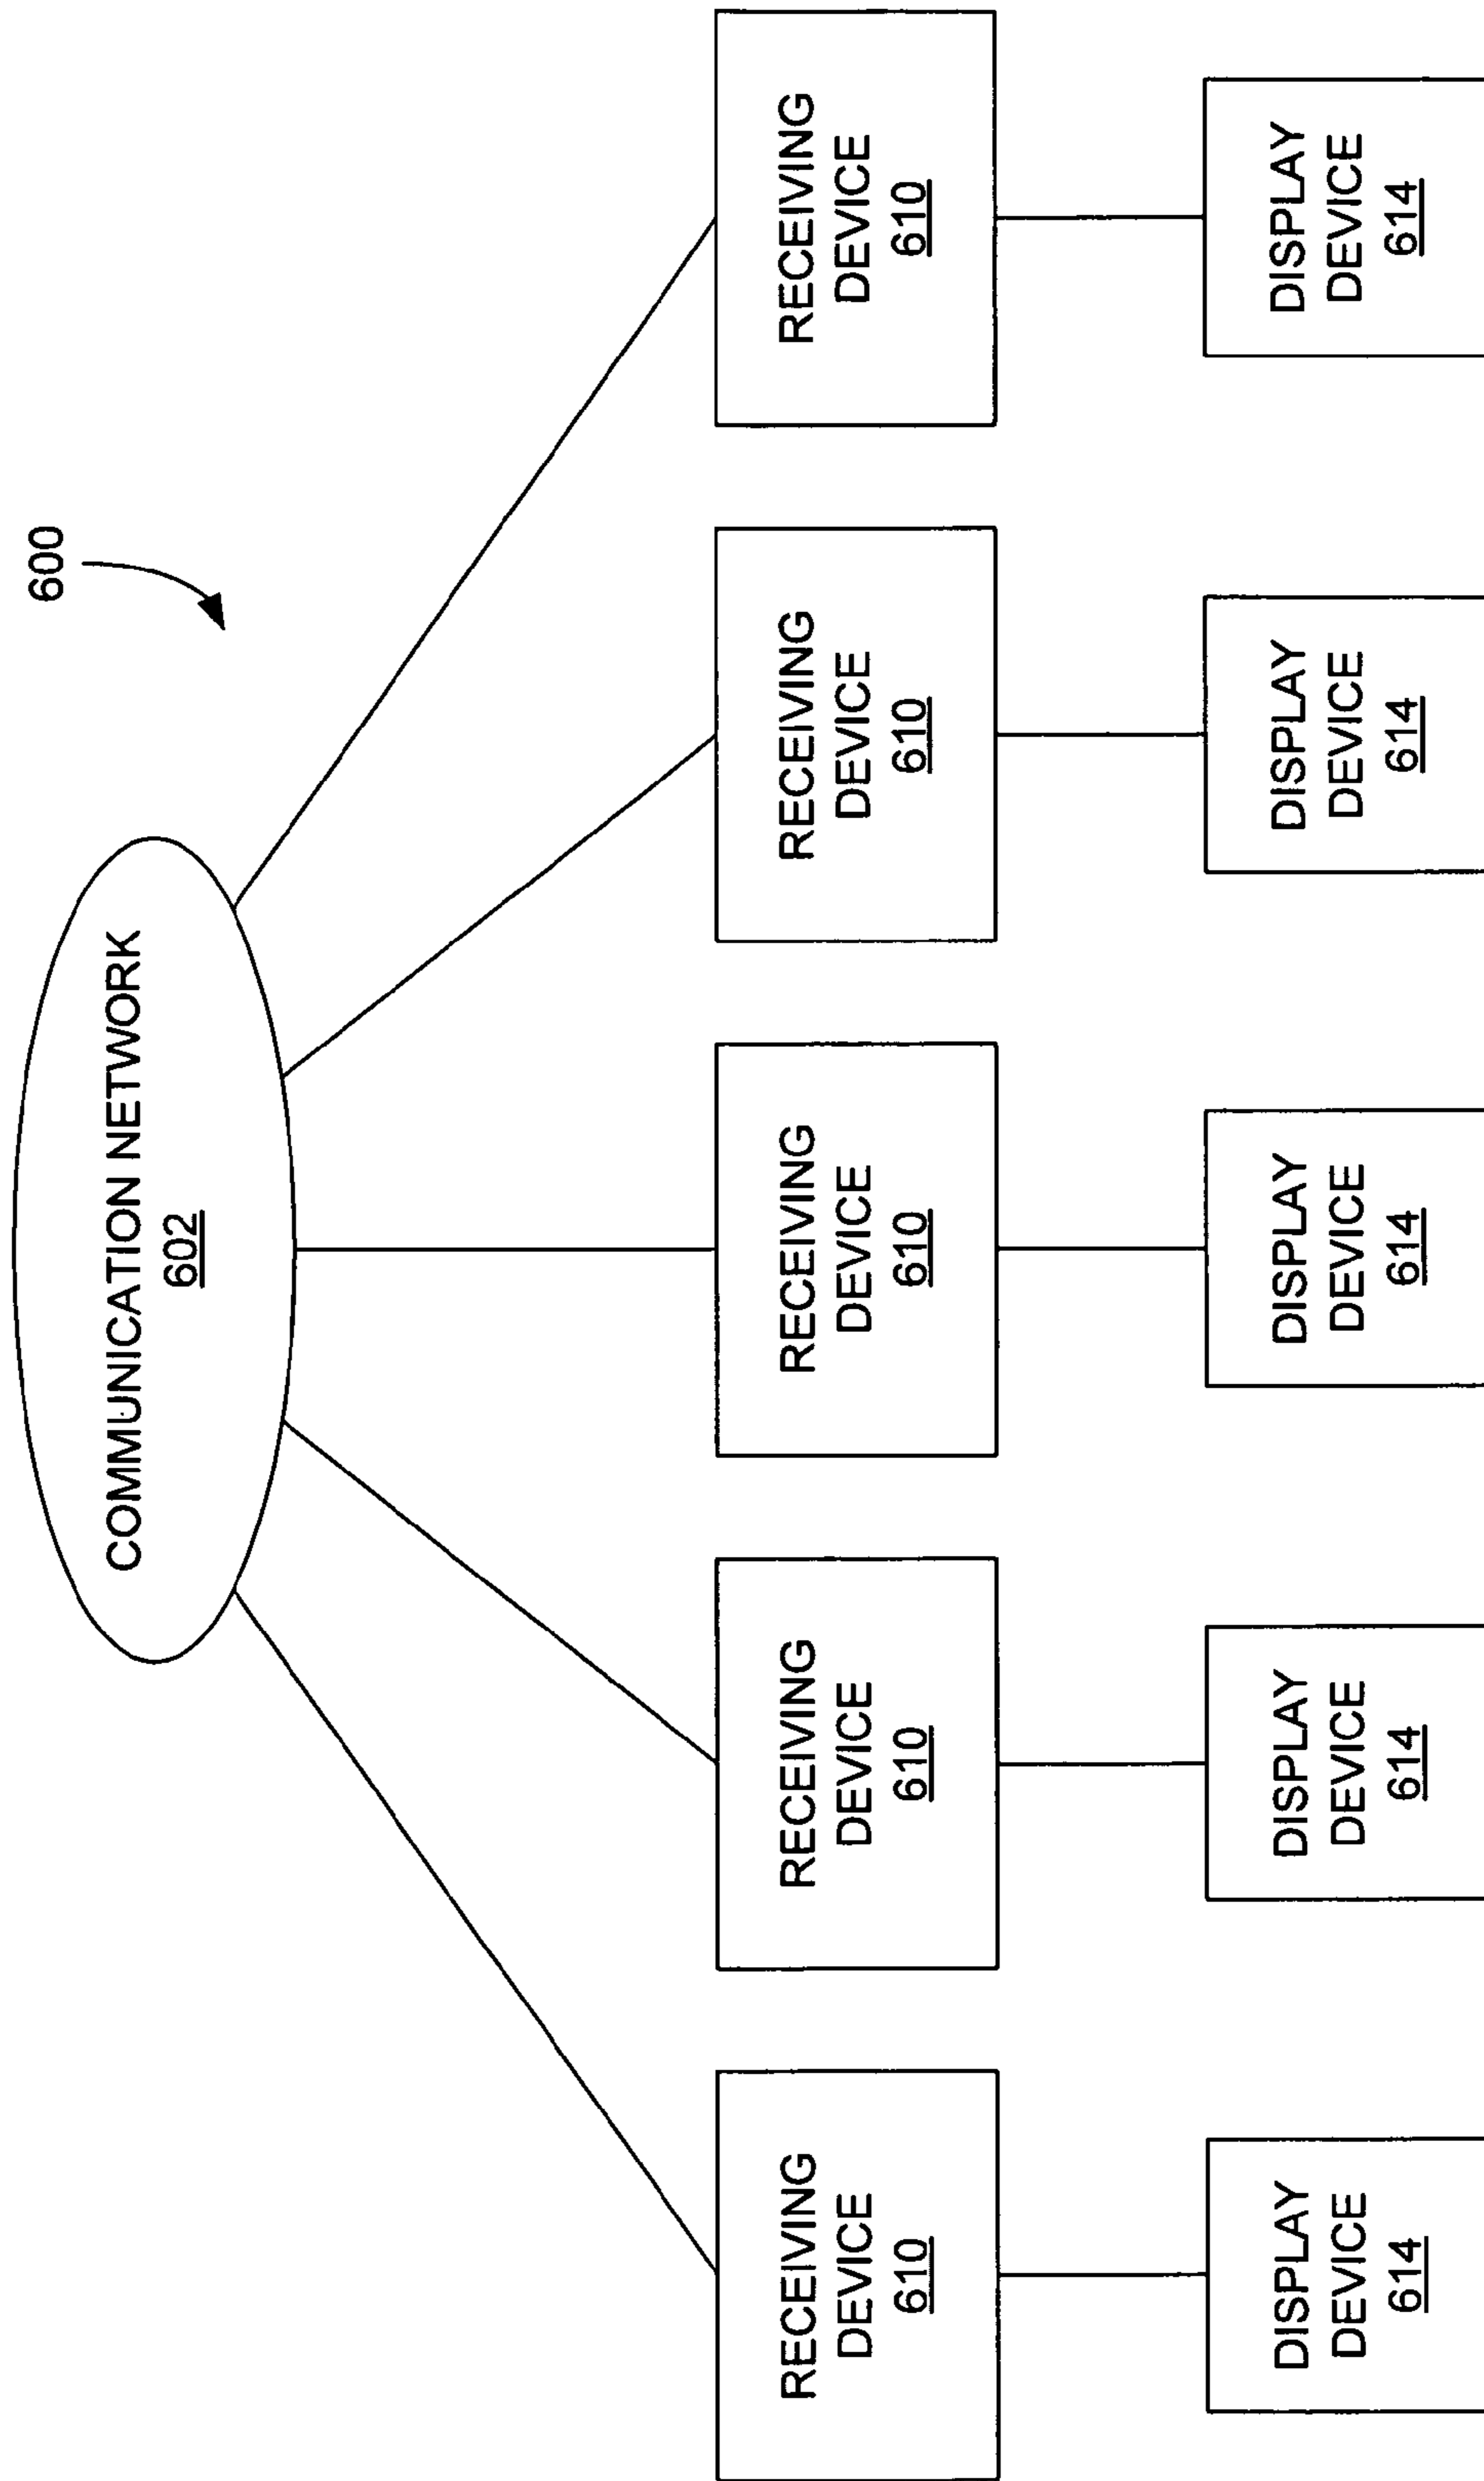 600
COMMUNICATION NETWORK
602
RECEIVING
DEVICE
610
RECEIVING
DEVICE
610
RECEIVING
DEVICE
610
RECEIVING
DEVICE
610
RECEIVING
DEVICE
610
DISPLAY
DEVICE
614
DISPLAY
DEVICE
614
DISPLAY
DEVICE
614
DISPLAY
DEVICE
614
DISPLAY
DEVICE
614